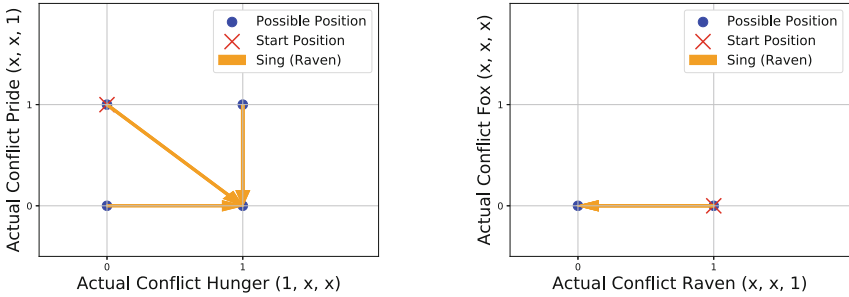 Actual Conflict Pride (x, x, 1)
Possible Position
Start Position
Sing (Raven)
1
0
0
1
Actual Conflict Hunger (1, x, x)
Actual Conflict Fox (x, x, x)
Possible Position
Start Position
Sing (Raven)
1
0
0
1
Actual Conflict Raven (x, x, 1)